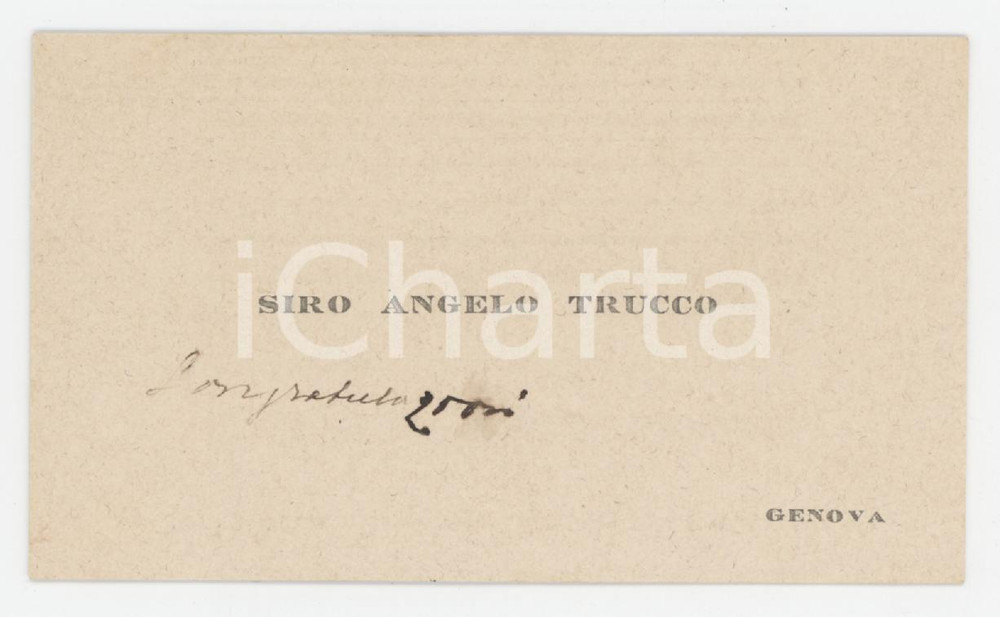 iCharta
SIRO ANGELO TRUCCO
Congratulazioni
GENOVA